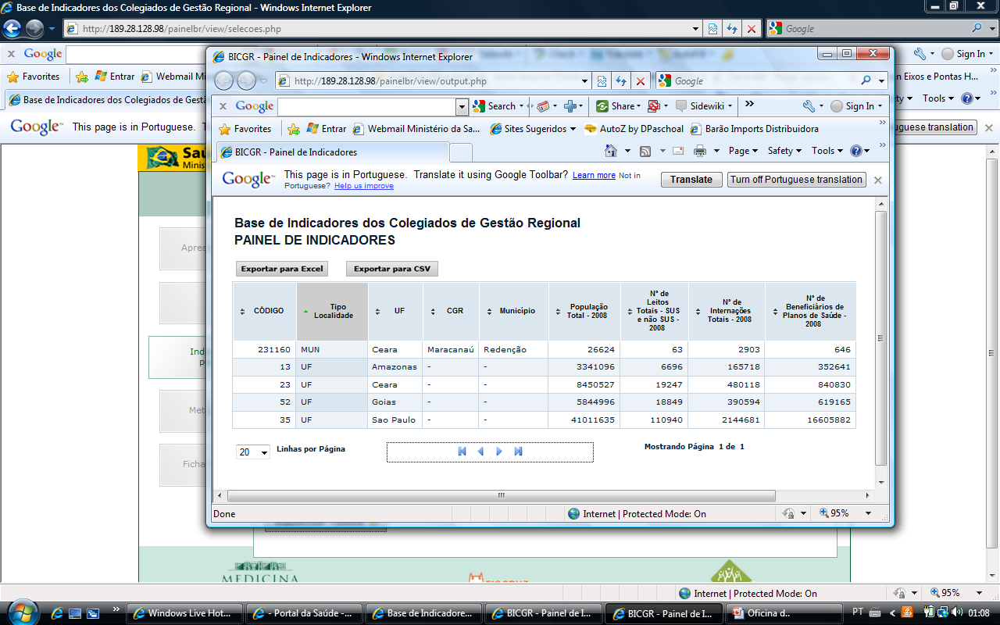 Base de Indicadores dos Colegiados de Gestão Regional - Windows Internet Explorer
http://189.28.128.98/painelbr/view/selecoes.php
Google
x Google
Sign In
Favorites Entrar Webmail Mi
n Eixos e Pontas H...
Base de Indicadores dos Colegiados de Gestã
Tools
Google This page is in Portuguese.
uguese translation
BICGR - Painel de Indicadores - Windows Internet Explorer
http://189.28.128.98/painelbr/view/output.php
Google
x Google Search Share Sidewiki » Sign In
Favorites Entrar Webmail Ministério da Sa... Sites Sugeridos AutoZ by DPaschoal Barão Imports Distribuidora
BICGR - Painel de Indicadores
Page Safety Tools
Google This page is in Portuguese. Translate it using Google Toolbar? Learn more Not in
Portuguese? Help us improve
Translate Turn off Portuguese translation
Base de Indicadores dos Colegiados de Gestão Regional
PAINEL DE INDICADORES
Exportar para Excel Exportar para CSV
CÒDIGO Tipo Localidade UF CGR Município População Total - 2008 N° de Leitos Totais - SUS e não SUS - 2008 N° de Internações Totais - 2008 N° de Beneficiários de Planos de Saúde - 2008
231160 MUN Ceara Maracanaú Redenção 26624 63 2903 646
13 UF Amazonas - - 3341096 6696 165718 352641
23 UF Ceara - - 8450527 19247 480118 840830
52 UF Goias - - 5844996 18849 390594 619165
35 UF Sao Paulo - - 41011635 110940 2144681 16605882
20 Linhas por Página Mostrando Página 1 de 1
Done Internet | Protected Mode: On 95%
Saú
Minis
Apres
Indi
p
Met
Ficha
MEDICINA
Internet | Protected Mode: On 95%
Windows Live Hot... - Portal da Saúde -... Base de Indicadore... BICGR - Painel de I... BICGR - Painel de I... Oficina d.. PT 01:08